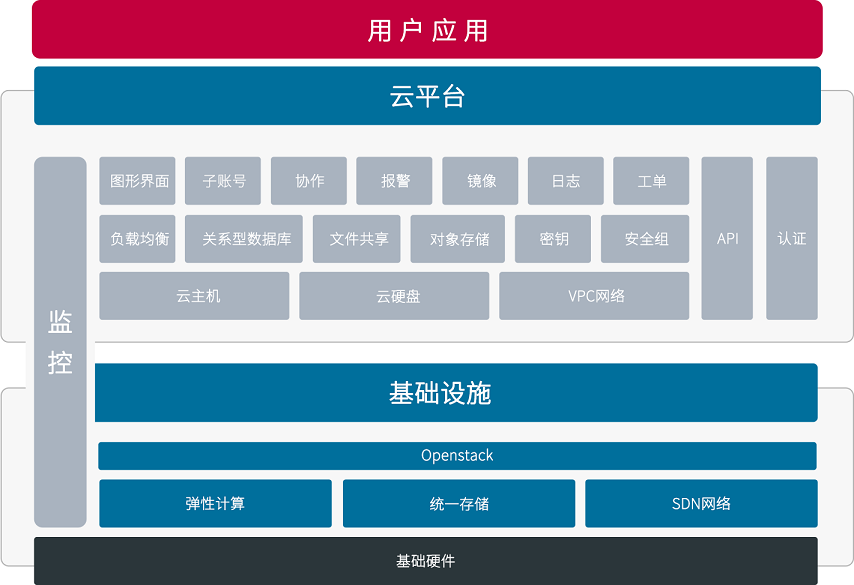 用户应用
云平台
图形界面 子账号 协作 报警 镜像 日志 工单
负载均衡 关系型数据库 文件共享 对象存储 密钥 安全组 API 认证
云主机 云硬盘 VPC网络
监控
基础设施
Openstack
弹性计算 统一存储 SDN网络
基础硬件